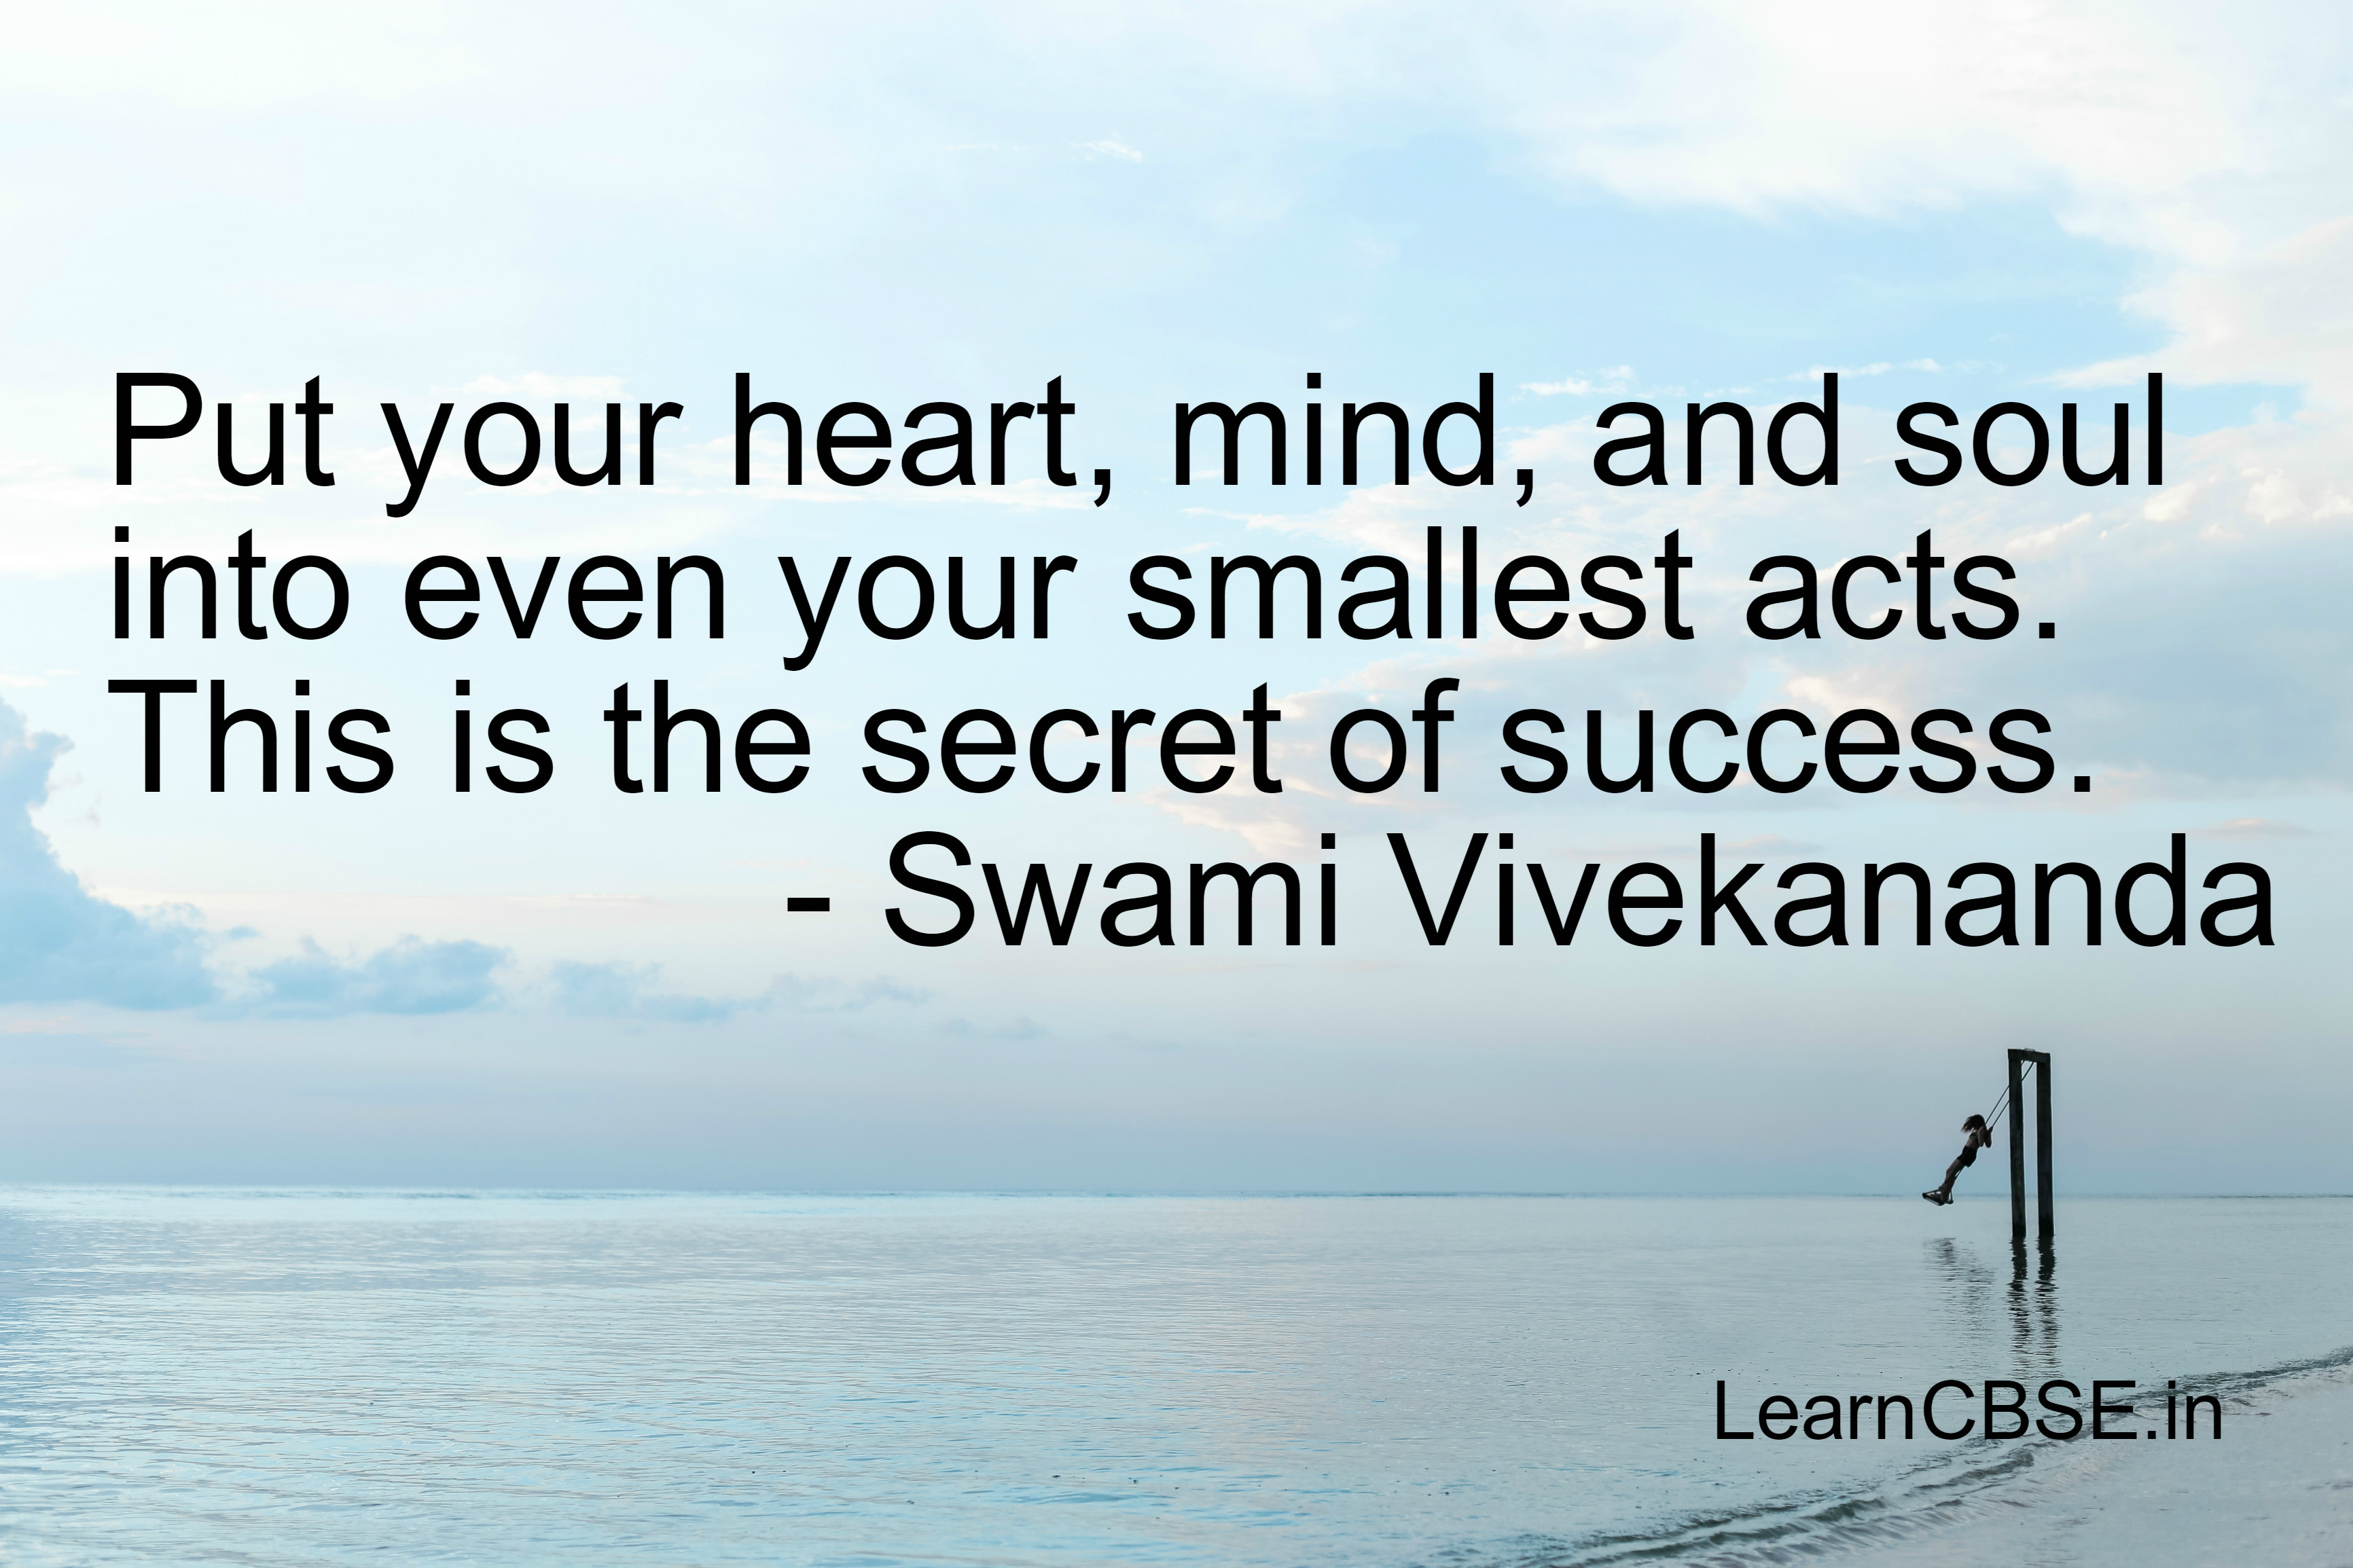 Put your heart, mind, and soul
into even your smallest acts.
This is the secret of success.
- Swami Vivekananda
LearnCBSE.in